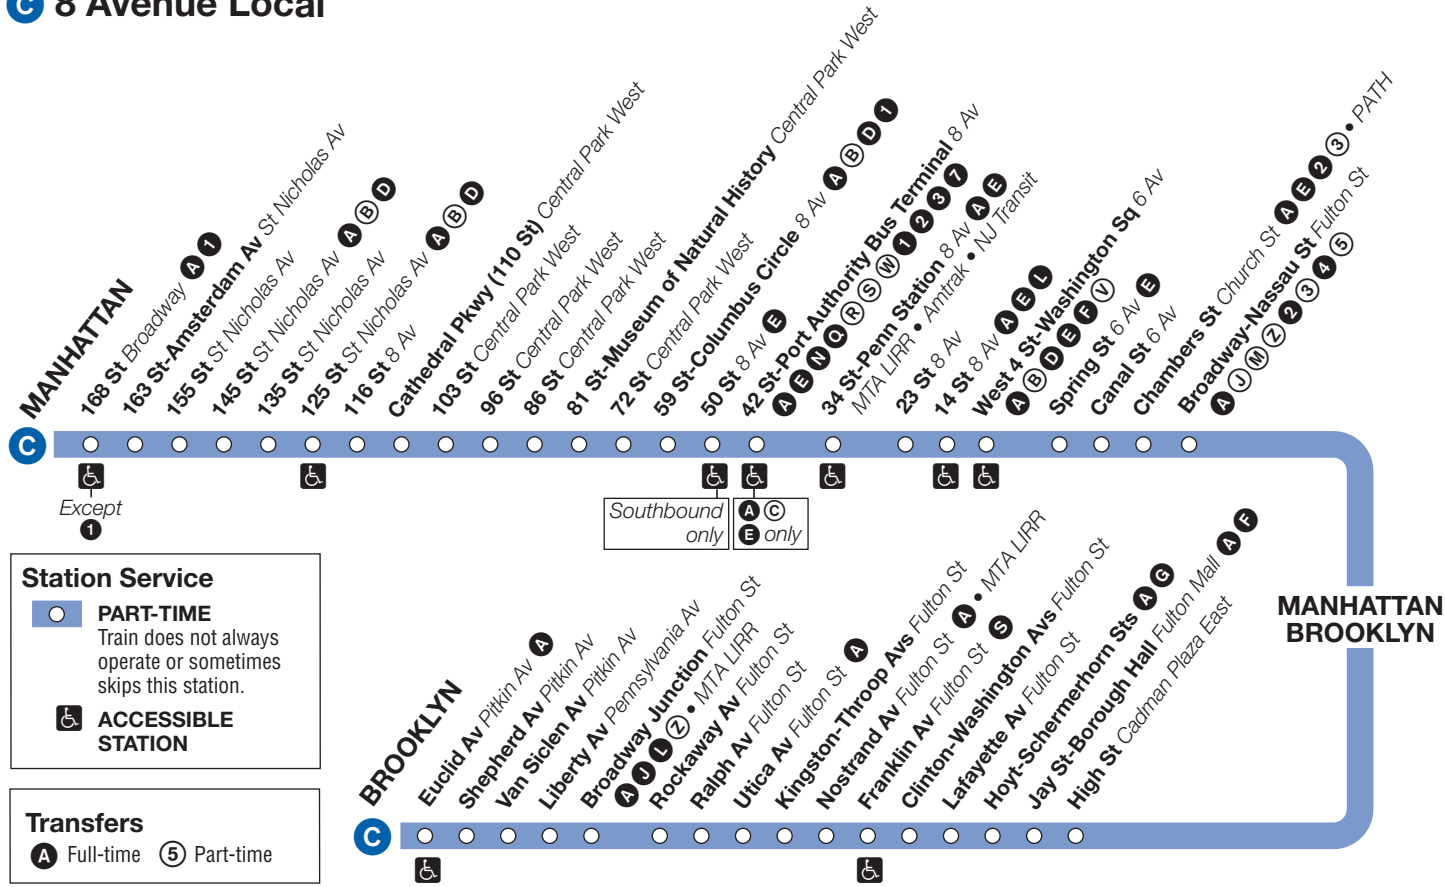 C 8 Avenue Local
MANHATTAN
168 St Broadway A 1
163 St-Amsterdam Av St Nicholas Av
155 St St Nicholas Av
145 St St Nicholas Av A B D
135 St St Nicholas Av
125 St St Nicholas Av A B D
116 St 8 Av
Cathedral Pkwy (110 St) Central Park West
103 St Central Park West
96 St Central Park West
86 St Central Park West
81 St-Museum of Natural History Central Park West
72 St Central Park West
59 St-Columbus Circle 8 Av A B D 1
50 St 8 Av E
42 St-Port Authority Bus Terminal 8 Av
A E N Q R S W 1 2 3 7
34 St-Penn Station 8 Av A E
MTA LIRR • Amtrak • NJ Transit
23 St 8 Av
14 St 8 Av A E L
West 4 St-Washington Sq 6 Av
A B D E F V
Spring St 6 Av E
Canal St 6 Av
Chambers St Church St A E 2 3 • PATH
Broadway-Nassau St Fulton St
A J M Z 2 3 4 5
C
Except
1
Southbound
only
A C
E only
MANHATTAN
BROOKLYN
Station Service
PART-TIME
Train does not always
operate or sometimes
skips this station.
ACCESSIBLE
STATION
Transfers
A Full-time 5 Part-time
BROOKLYN
Euclid Av Pitkin Av A
Shepherd Av Pitkin Av
Van Siclen Av Pitkin Av
Liberty Av Pennsylvania Av
Broadway Junction Fulton St
A J L Z • MTA LIRR
Rockaway Av Fulton St
Ralph Av Fulton St
Utica Av Fulton St A
Kingston-Throop Avs Fulton St
Nostrand Av Fulton St A • MTA LIRR
Franklin Av Fulton St S
Clinton-Washington Avs Fulton St
Lafayette Av Fulton St
Hoyt-Schermerhorn Sts A G
Jay St-Borough Hall Fulton Mall A F
High St Cadman Plaza East
C